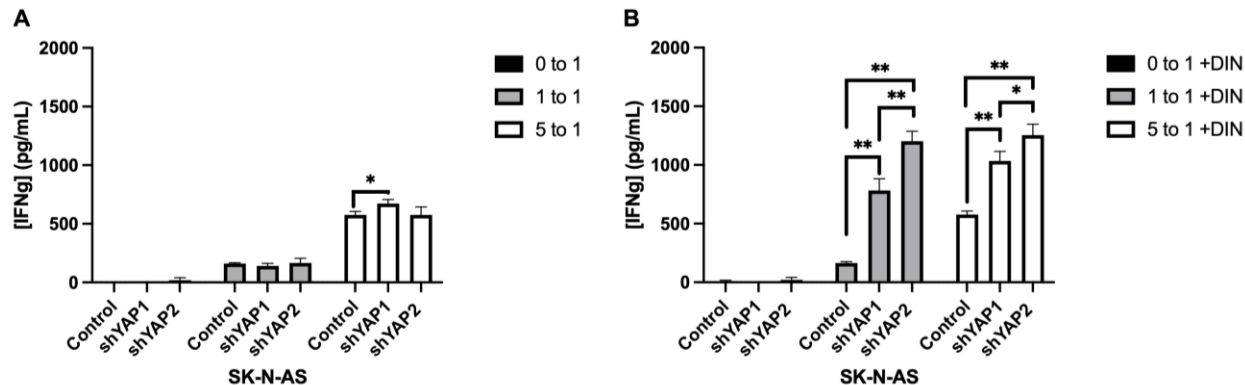 A
[IFNg] (pg/mL)
2000
1500
1000
500
0
*
Control
shYAP1
shYAP2
Control
shYAP1
shYAP2
Control
shYAP1
shYAP2
SK-N-AS
0 to 1
1 to 1
5 to 1
B
[IFNg] (pg/mL)
2000
1500
1000
500
0
**
**
**
**
*
**
Control
shYAP1
shYAP2
Control
shYAP1
shYAP2
Control
shYAP1
shYAP2
SK-N-AS
0 to 1 +DIN
1 to 1 +DIN
5 to 1 +DIN